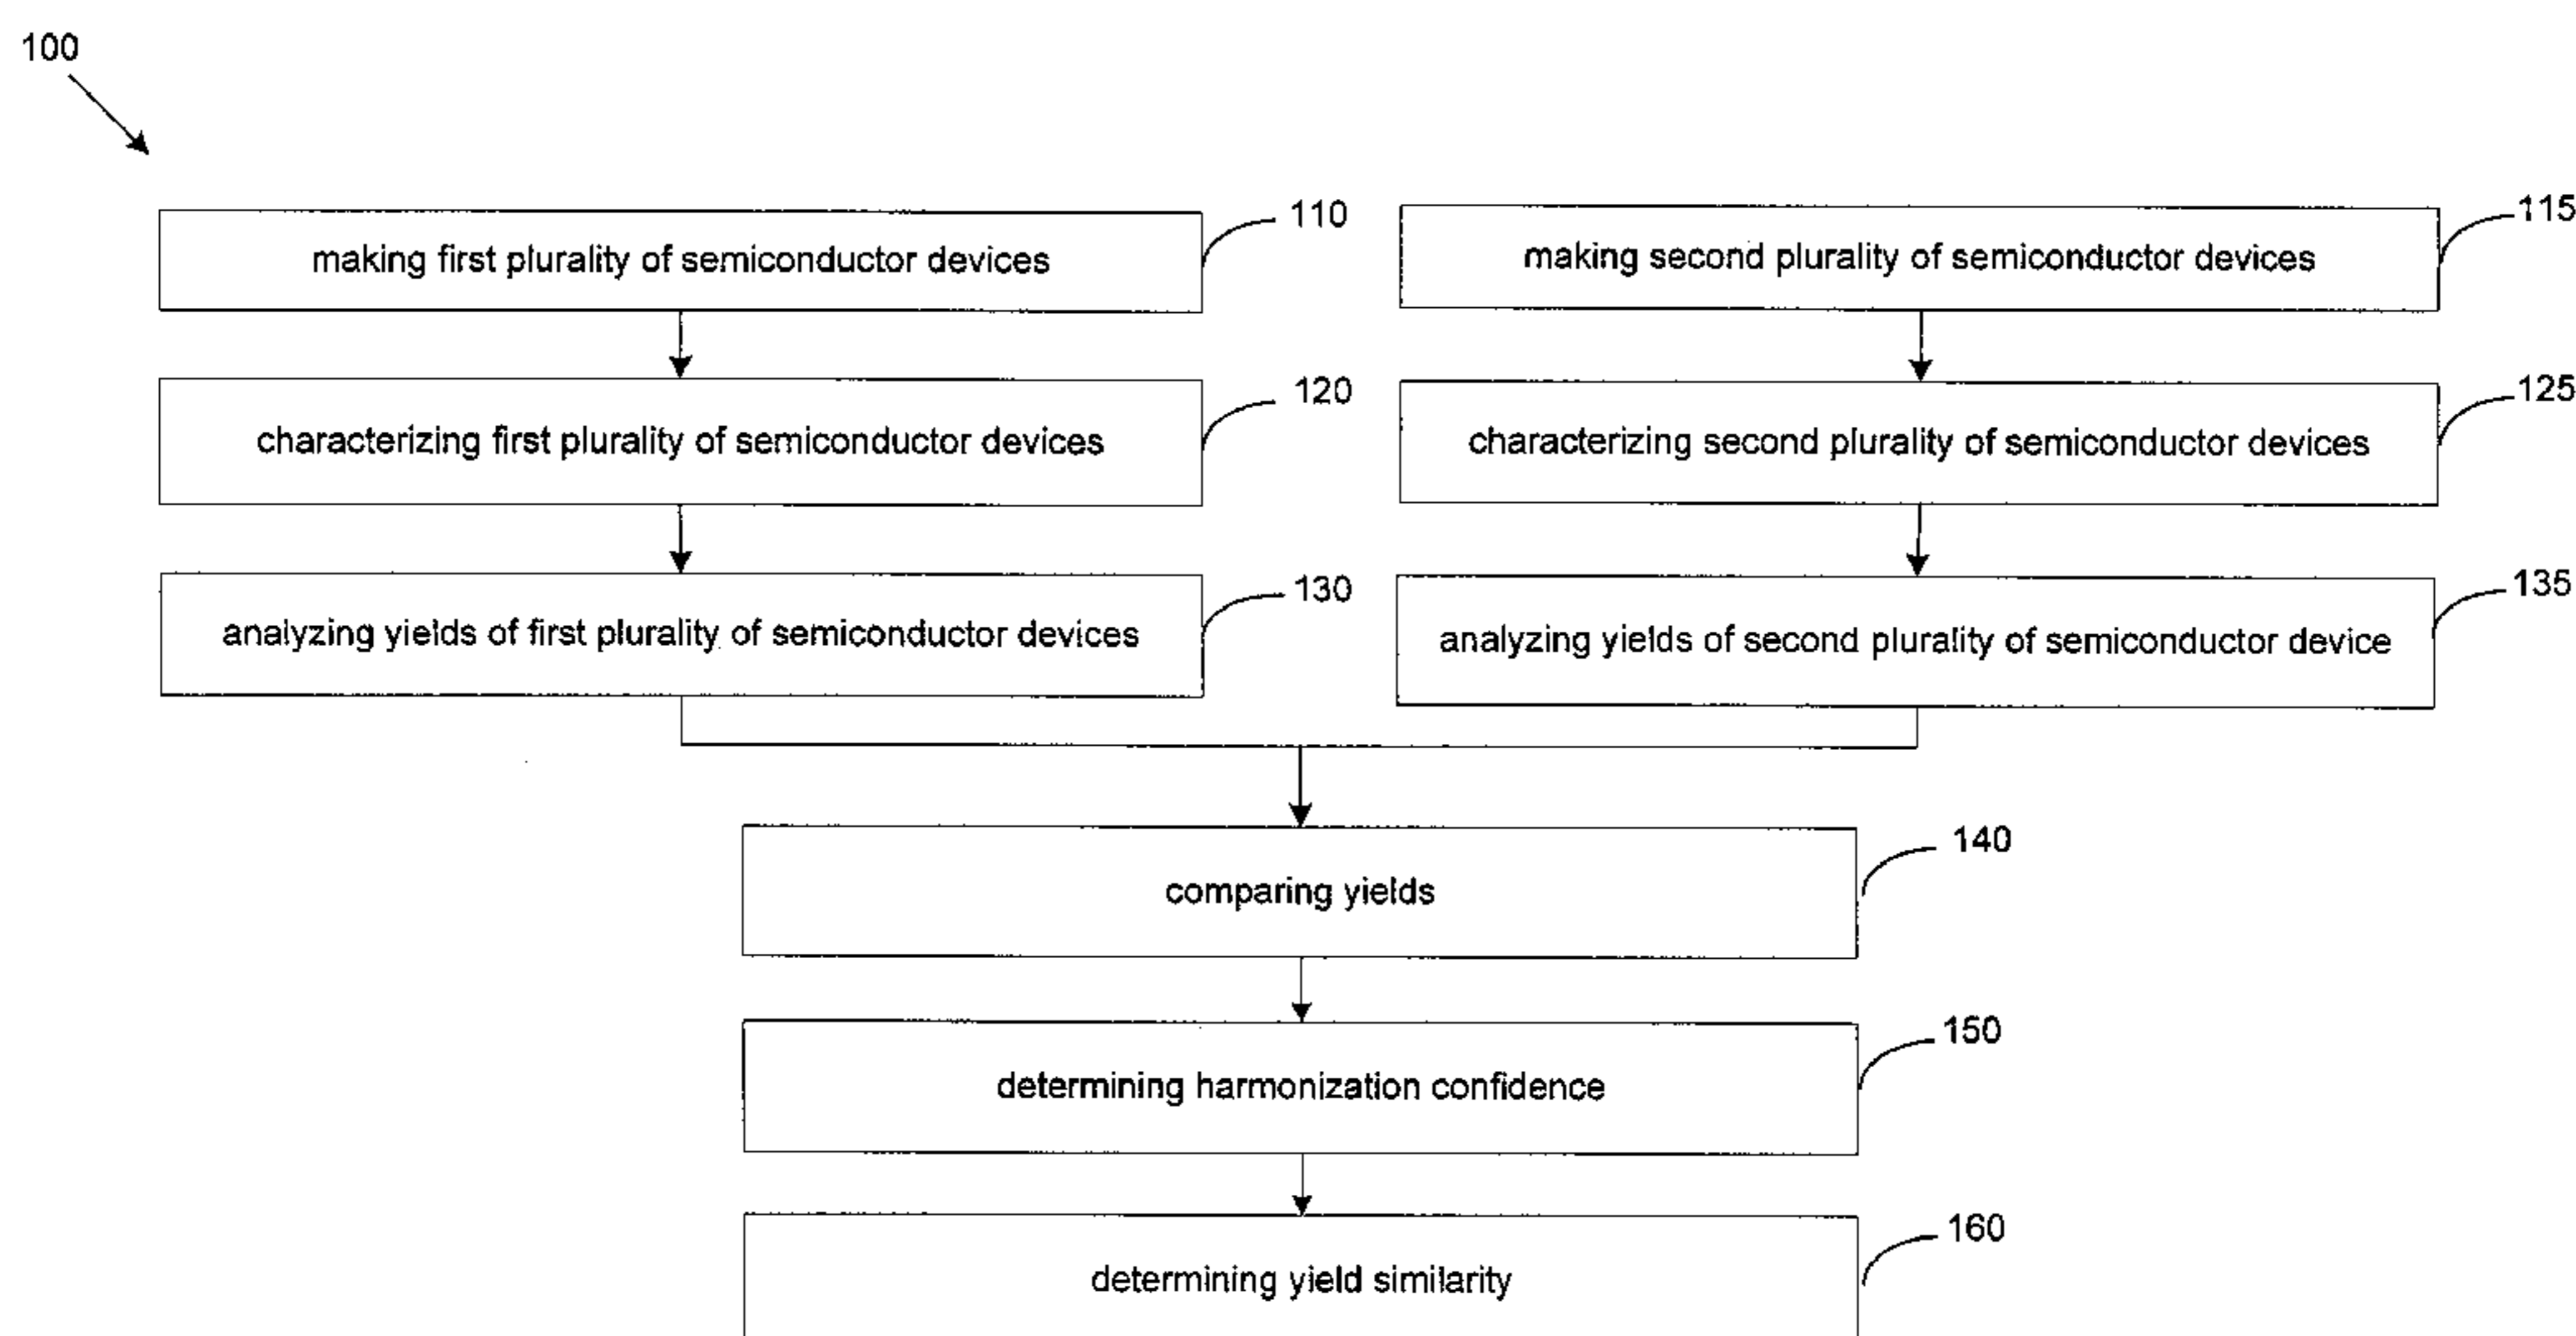 100
110
115
making first plurality of semiconductor devices
making second plurality of semiconductor devices
120
125
characterizing first plurality of semiconductor devices
characterizing second plurality of semiconductor devices
130
135
analyzing yields of first plurality of semiconductor devices
analyzing yields of second plurality of semiconductor device
140
comparing yields
150
determining harmonization confidence
160
determining yield similarity